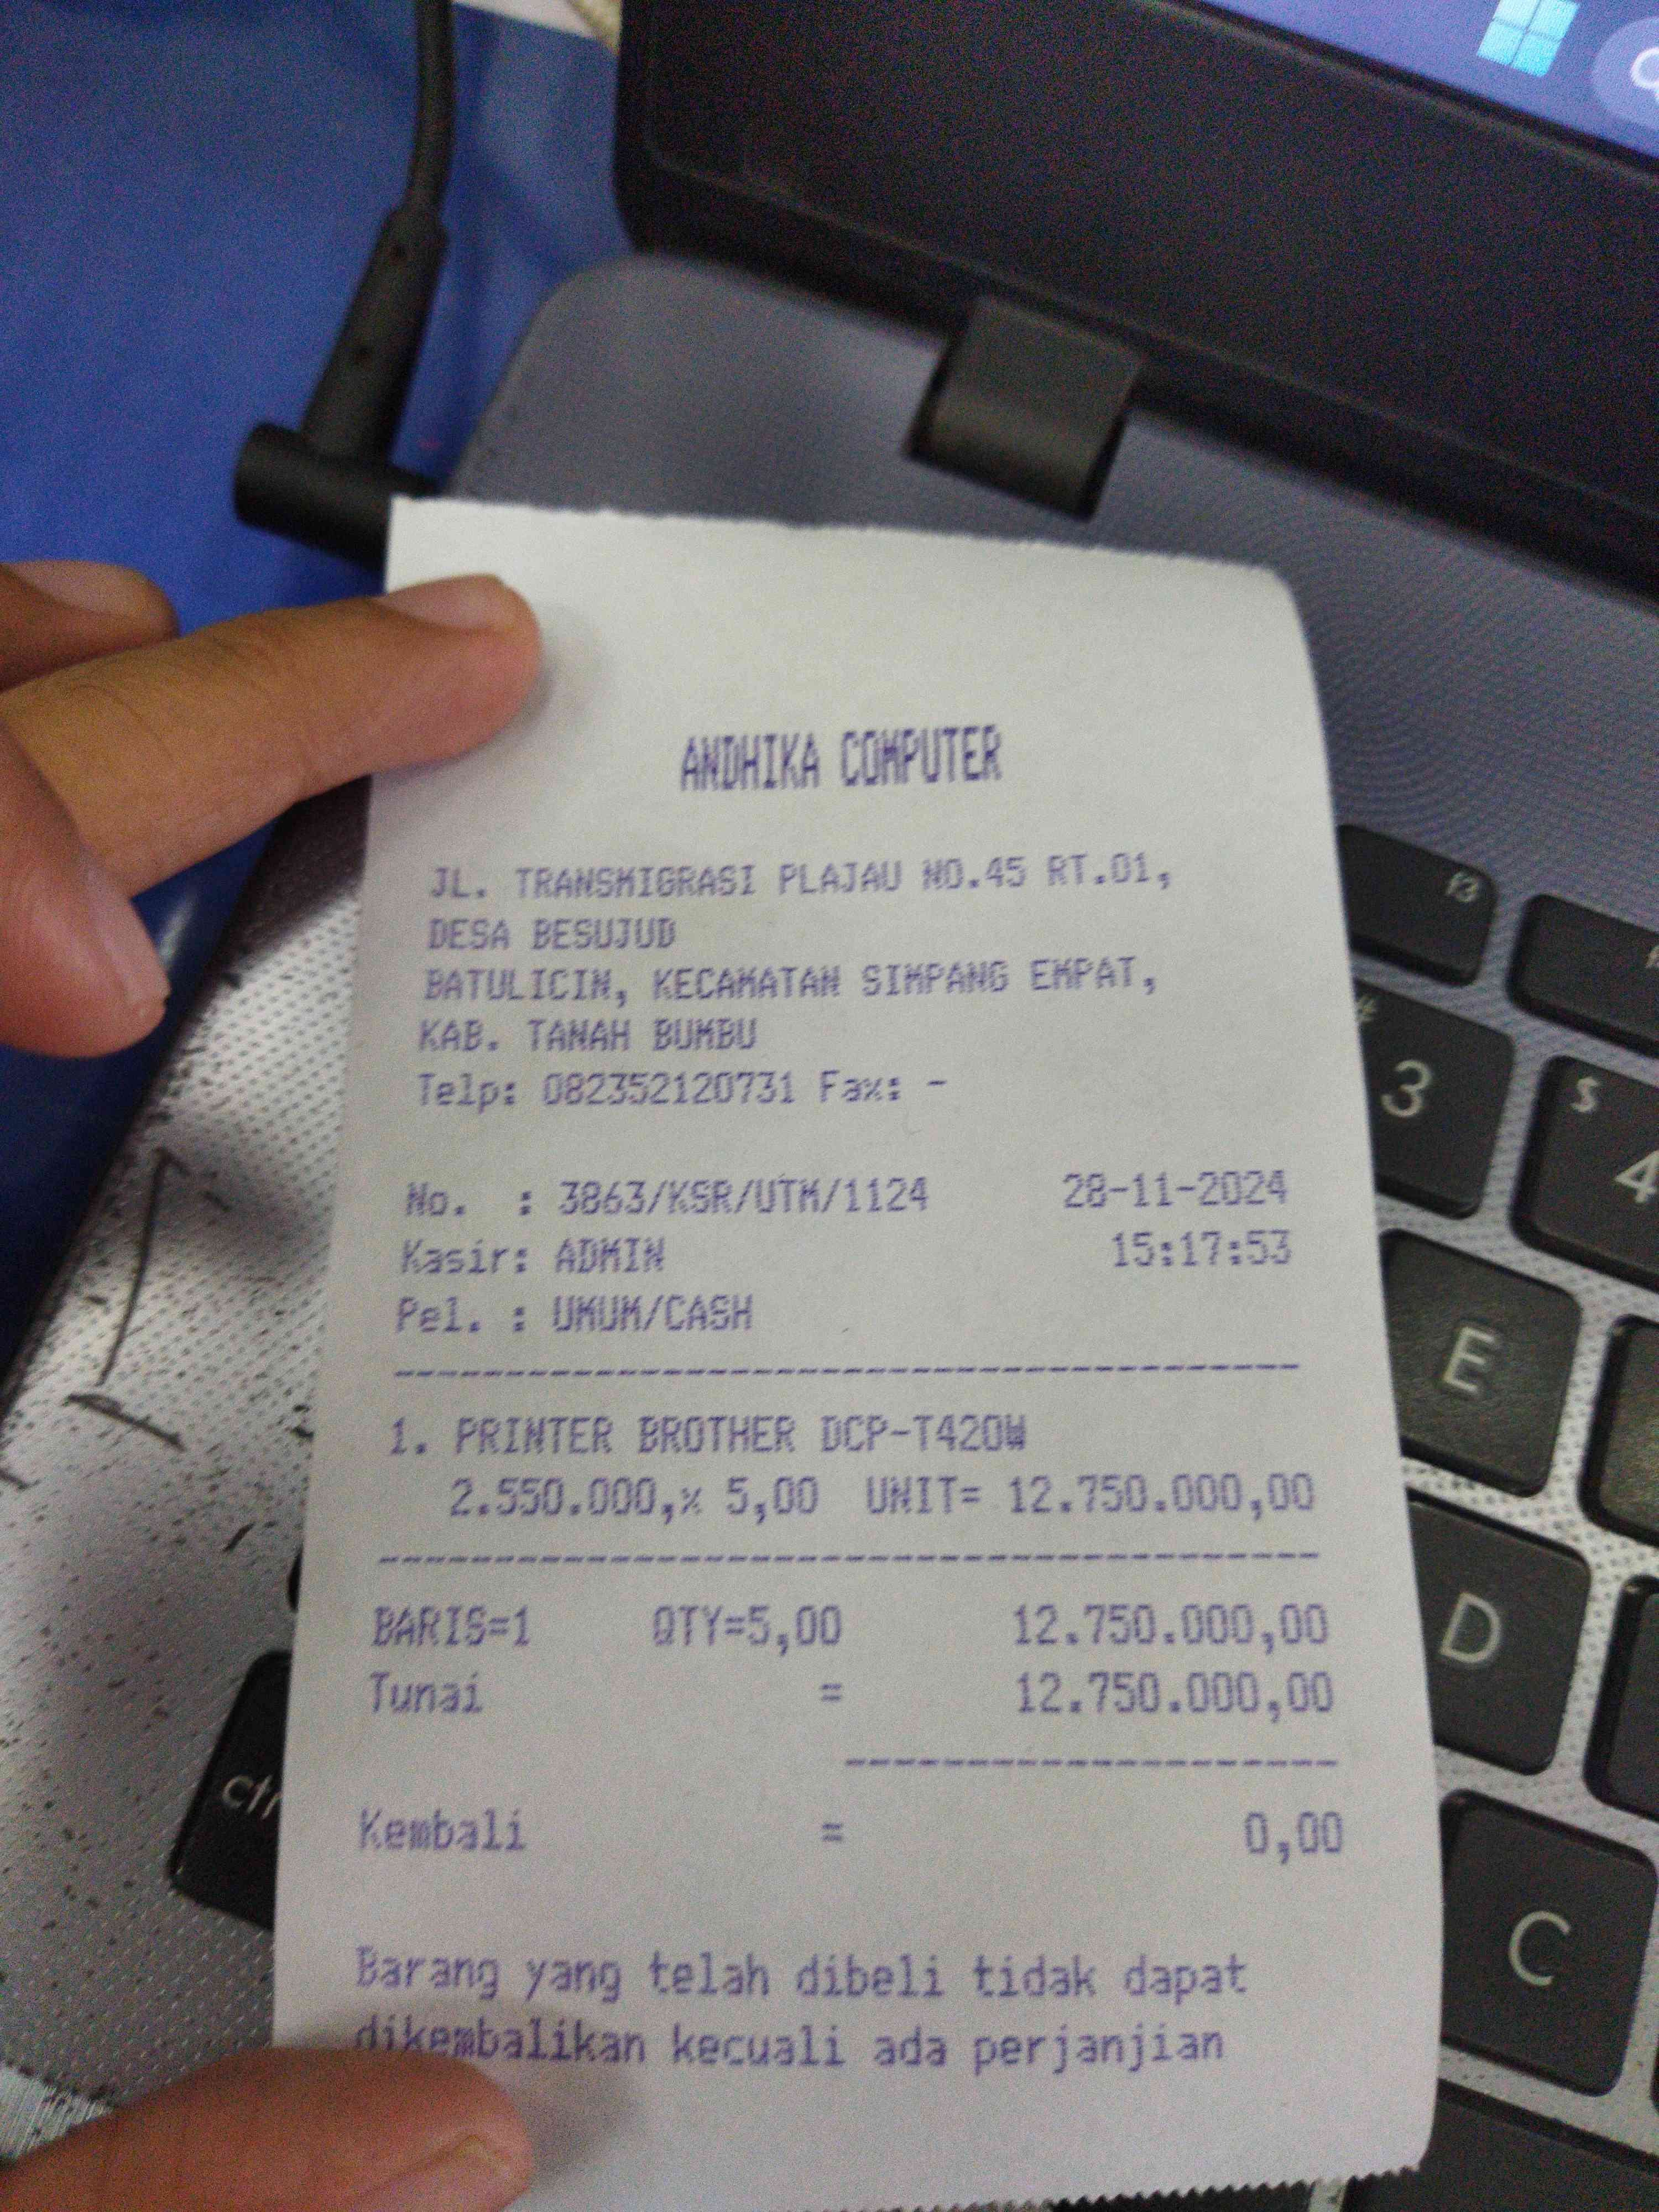 ANDHIKA COMPUTER
JL. TRANSMIGRASI PLAJAU NO.45 RT.01,
DESA BESUJUD
BATULICIN, KECAMATAN SIMPANG EMPAT,
KAB. TANAH BUMBU
Telp: 082352120731 Fax: -
No. : 3863/KSR/UTM/1124 28-11-2024
Kasir: ADMIN 15:17:53
Pel. : UMUM/CASH
----------------------------------------
1. PRINTER BROTHER DCP-T420W
2.550.000,x 5,00 UNIT= 12.750.000,00
----------------------------------------
BARIS=1 QTY=5,00 12.750.000,00
Tunai = 12.750.000,00
--------------------
Kembali = 0,00
Barang yang telah dibeli tidak dapat
dikembalikan kecuali ada perjanjian
f3
# 3
$ 4
E
D
C